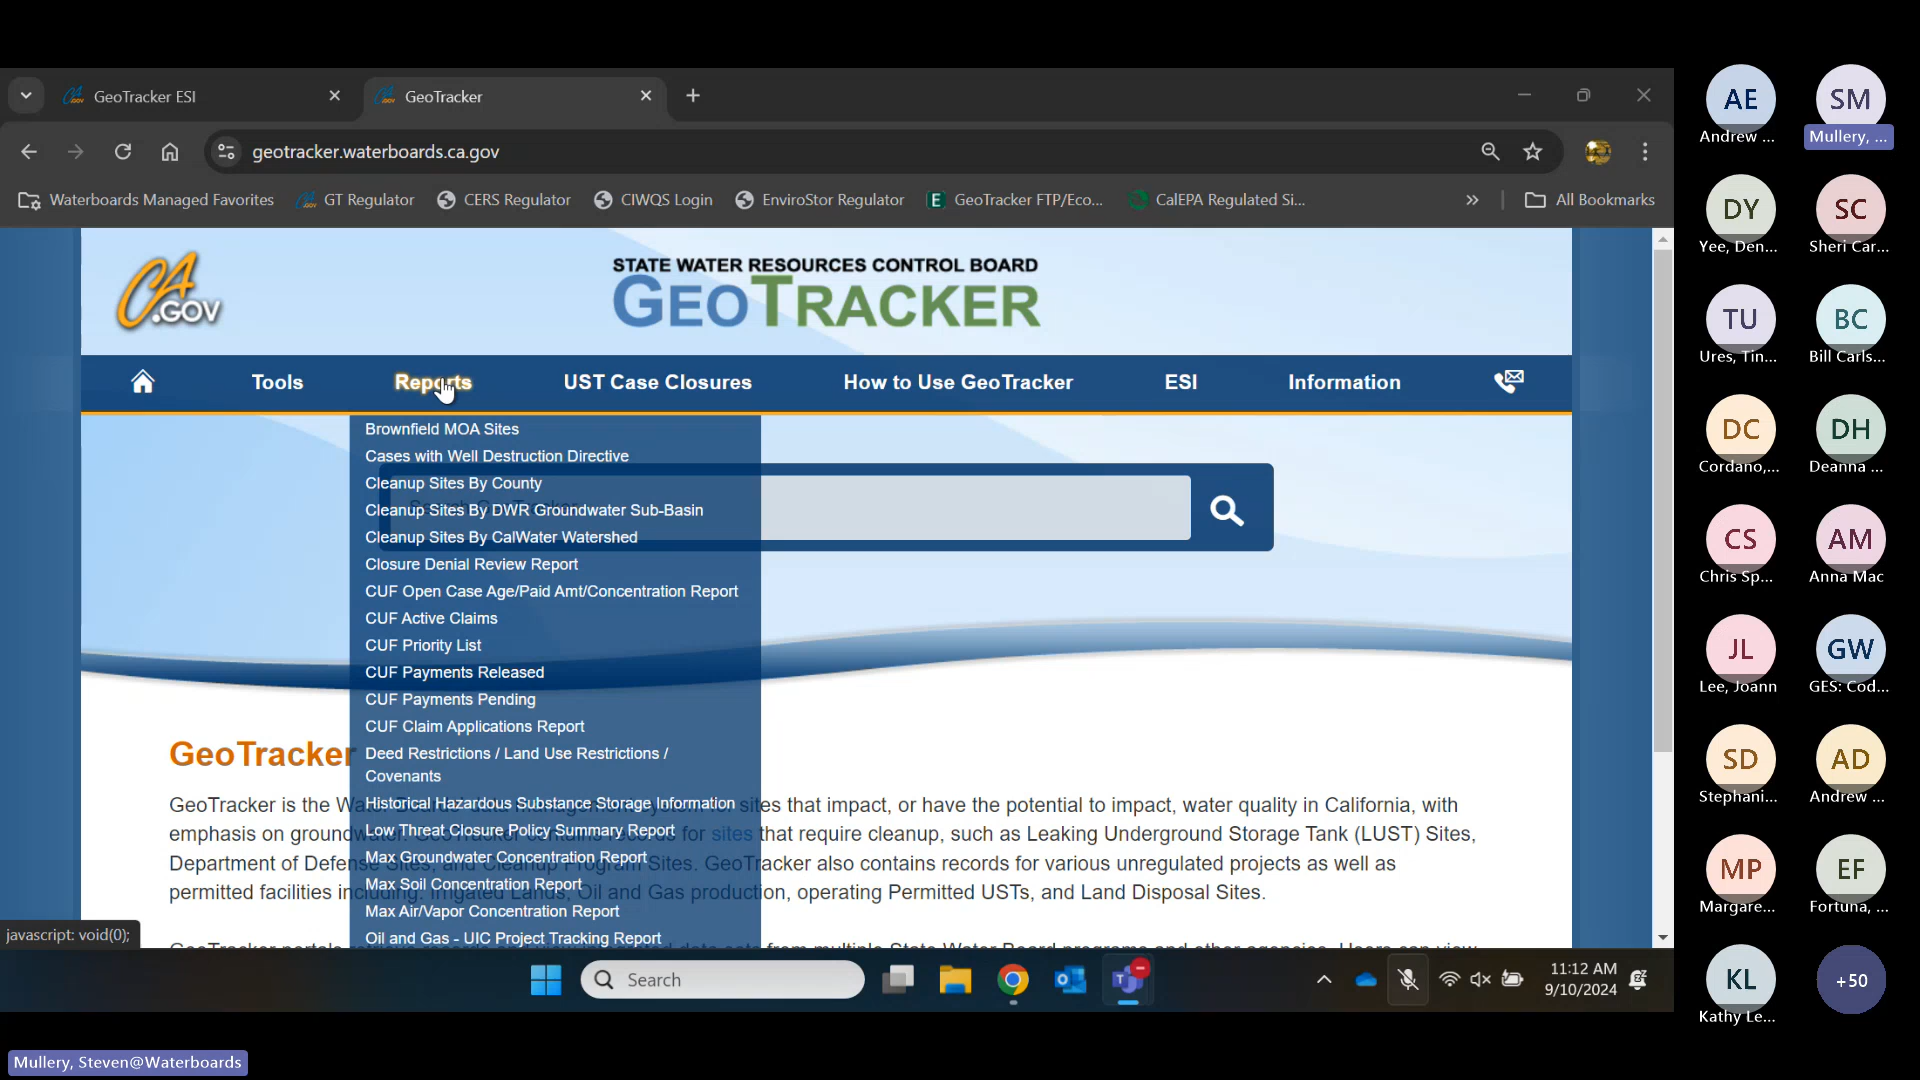 GeoTracker ESI
GeoTracker
geotracker.waterboards.ca.gov
Waterboards Managed Favorites
GT Regulator
CERS Regulator
CIWQS Login
EnviroStor Regulator
GeoTracker FTP/Eco...
CalEPA Regulated Si...
All Bookmarks
CA.GOV
STATE WATER RESOURCES CONTROL BOARD
GEOTRACKER
Tools
Reports
UST Case Closures
How to Use GeoTracker
ESI
Information
Brownfield MOA Sites
Cases with Well Destruction Directive
Cleanup Sites By County
Cleanup Sites By DWR Groundwater Sub-Basin
Cleanup Sites By CalWater Watershed
Closure Denial Review Report
CUF Open Case Age/Paid Amt/Concentration Report
CUF Active Claims
CUF Priority List
CUF Payments Released
CUF Payments Pending
CUF Claim Applications Report
Deed Restrictions / Land Use Restrictions /
Covenants
Historical Hazardous Substance Storage Information
Low Threat Closure Policy Summary Report
Max Groundwater Concentration Report
Max Soil Concentration Report
Max Air/Vapor Concentration Report
Oil and Gas - UIC Project Tracking Report
GeoTracker
GeoTracker is the W sites that impact, or have the potential to impact, water quality in California, with
emphasis on groundwater. for sites that require cleanup, such as Leaking Underground Storage Tank (LUST) Sites,
Department of Defense Sites. GeoTracker also contains records for various unregulated projects as well as
permitted facilities including: Irrigated Lands, Oil and Gas production, operating Permitted USTs, and Land Disposal Sites.
javascript: void(0);
Search
11:12 AM
9/10/2024
AE
Andrew ...
SM
Mullery, ...
DY
Yee, Den...
SC
Sheri Car...
TU
Ures, Tin...
BC
Bill Carls...
DC
Cordano,...
DH
Deanna ...
CS
Chris Sp...
AM
Anna Mac
JL
Lee, Joann
GW
GES: Cod...
SD
Stephani...
AD
Andrew ...
MP
Margare...
EF
Fortuna, ...
KL
Kathy Le...
+50
Mullery, Steven@Waterboards